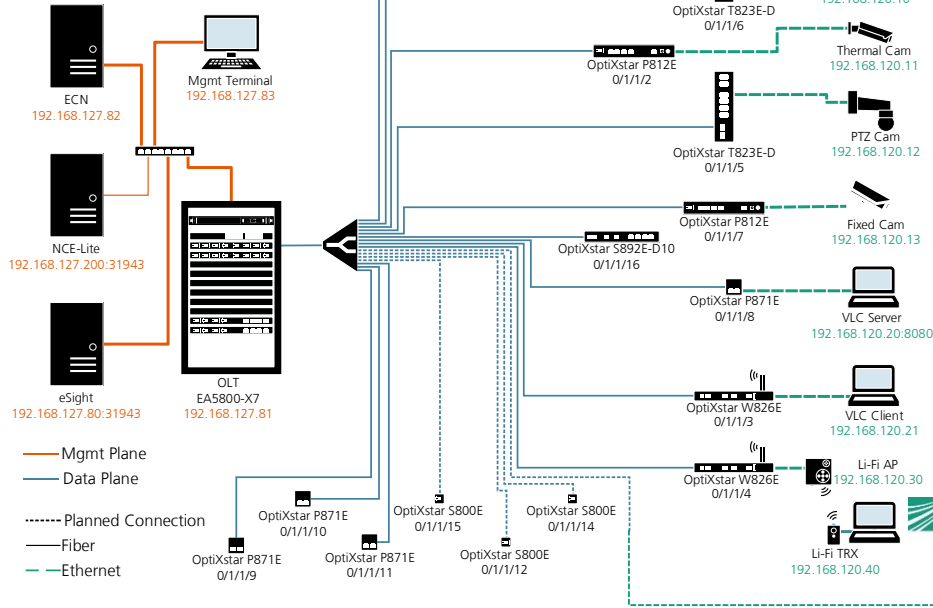 192.168.120.10
OptiXstar T823E-D
0/1/1/6
Thermal Cam
192.168.120.11
OptiXstar P812E
0/1/1/2
Mgmt Terminal
192.168.127.83
ECN
192.168.127.82
PTZ Cam
192.168.120.12
OptiXstar T823E-D
0/1/1/5
Fixed Cam
192.168.120.13
OptiXstar P812E
0/1/1/7
NCE-Lite
192.168.127.200:31943
OptiXstar S892E-D10
0/1/1/16
OptiXstar P871E
0/1/1/8
VLC Server
192.168.120.20:8080
OLT
EA5800-X7
192.168.127.81
eSight
192.168.127.80:31943
OptiXstar W826E
0/1/1/3
VLC Client
192.168.120.21
Mgmt Plane
Data Plane
OptiXstar W826E
0/1/1/4
Li-Fi AP
192.168.120.30
Planned Connection
Fiber
Ethernet
OptiXstar P871E
0/1/1/10
OptiXstar S800E
0/1/1/15
OptiXstar S800E
0/1/1/14
OptiXstar P871E
0/1/1/9
OptiXstar P871E
0/1/1/11
OptiXstar S800E
0/1/1/12
Li-Fi TRX
192.168.120.40